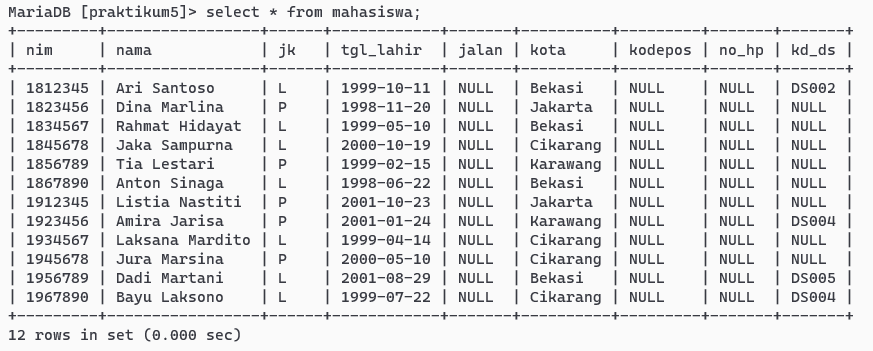 MariaDB [praktikum5]> select * from mahasiswa;
+---------+------------------+------+------------+-------+----------+---------+-------+-------+
| nim     | nama             | jk   | tgl_lahir  | jalan | kota     | kodepos | no_hp | kd_ds |
+---------+------------------+------+------------+-------+----------+---------+-------+-------+
| 1812345 | Ari Santoso      | L    | 1999-10-11 | NULL  | Bekasi   | NULL    | NULL  | DS002 |
| 1823456 | Dina Marlina     | P    | 1998-11-20 | NULL  | Jakarta  | NULL    | NULL  | NULL  |
| 1834567 | Rahmat Hidayat   | L    | 1999-05-10 | NULL  | Bekasi   | NULL    | NULL  | NULL  |
| 1845678 | Jaka Sampurna    | L    | 2000-10-19 | NULL  | Cikarang | NULL    | NULL  | NULL  |
| 1856789 | Tia Lestari      | P    | 1999-02-15 | NULL  | Karawang | NULL    | NULL  | NULL  |
| 1867890 | Anton Sinaga     | L    | 1998-06-22 | NULL  | Bekasi   | NULL    | NULL  | NULL  |
| 1912345 | Listia Nastiti   | P    | 2001-10-23 | NULL  | Jakarta  | NULL    | NULL  | NULL  |
| 1923456 | Amira Jarisa     | P    | 2001-01-24 | NULL  | Karawang | NULL    | NULL  | DS004 |
| 1934567 | Laksana Mardito  | L    | 1999-04-14 | NULL  | Cikarang | NULL    | NULL  | NULL  |
| 1945678 | Jura Marsina     | P    | 2000-05-10 | NULL  | Cikarang | NULL    | NULL  | NULL  |
| 1956789 | Dadi Martani     | L    | 2001-08-29 | NULL  | Bekasi   | NULL    | NULL  | DS005 |
| 1967890 | Bayu Laksono     | L    | 1999-07-22 | NULL  | Cikarang | NULL    | NULL  | DS004 |
+---------+------------------+------+------------+-------+----------+---------+-------+-------+
12 rows in set (0.000 sec)